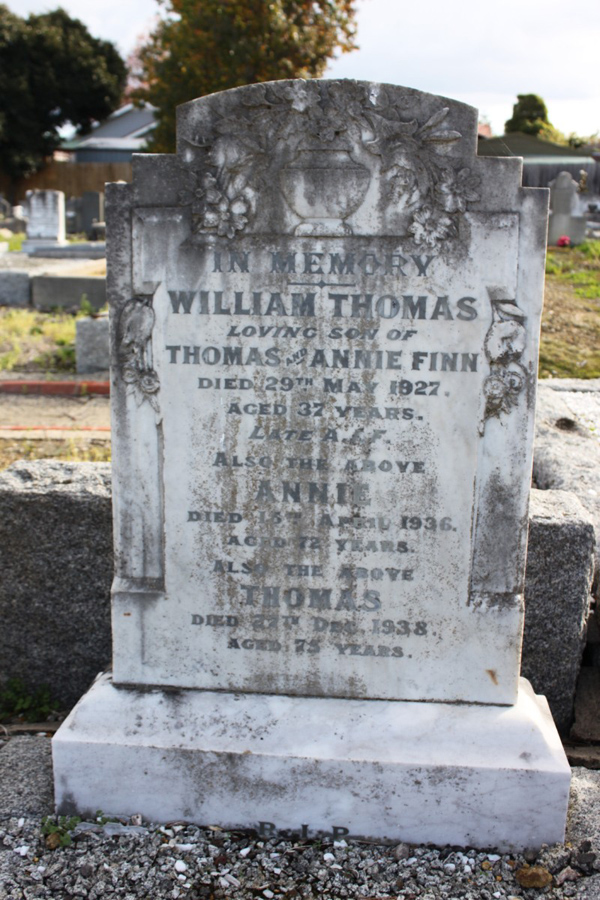 IN MEMORY
WILLIAM THOMAS
LOVING SON OF
THOMAS AND ANNIE FINN
DIED 29TH MAY 1927.
AGED 37 YEARS.
LATE A.I.F.
ALSO THE ABOVE
ANNIE
DIED APRIL 1936.
AGED 72 YEARS.
ALSO THE ABOVE
THOMAS
DIED 27TH DEC. 1938.
AGED 75 YEARS.
R.I.P.